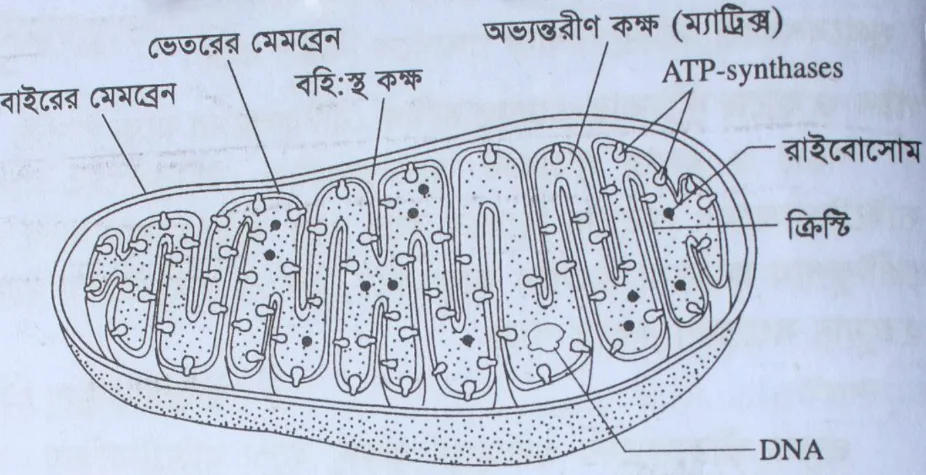 অভ্যন্তরীণ কক্ষ (ম্যাট্রিক্স)
ভেতরের মেমব্রেন
বহি:স্থ কক্ষ
ATP-synthases
বাইরের মেমব্রেন
রাইবোসোম
ক্রিস্টি
DNA